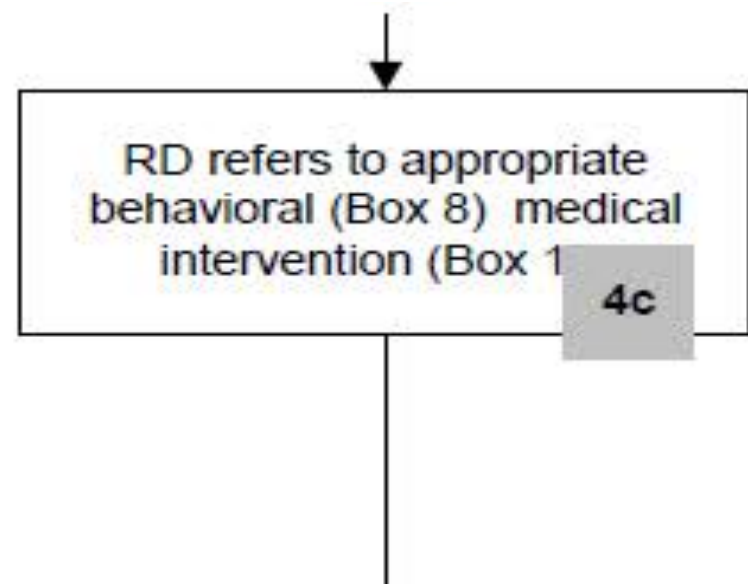 RD refers to appropriate
behavioral (Box 8) medical
intervention (Box 1
4c